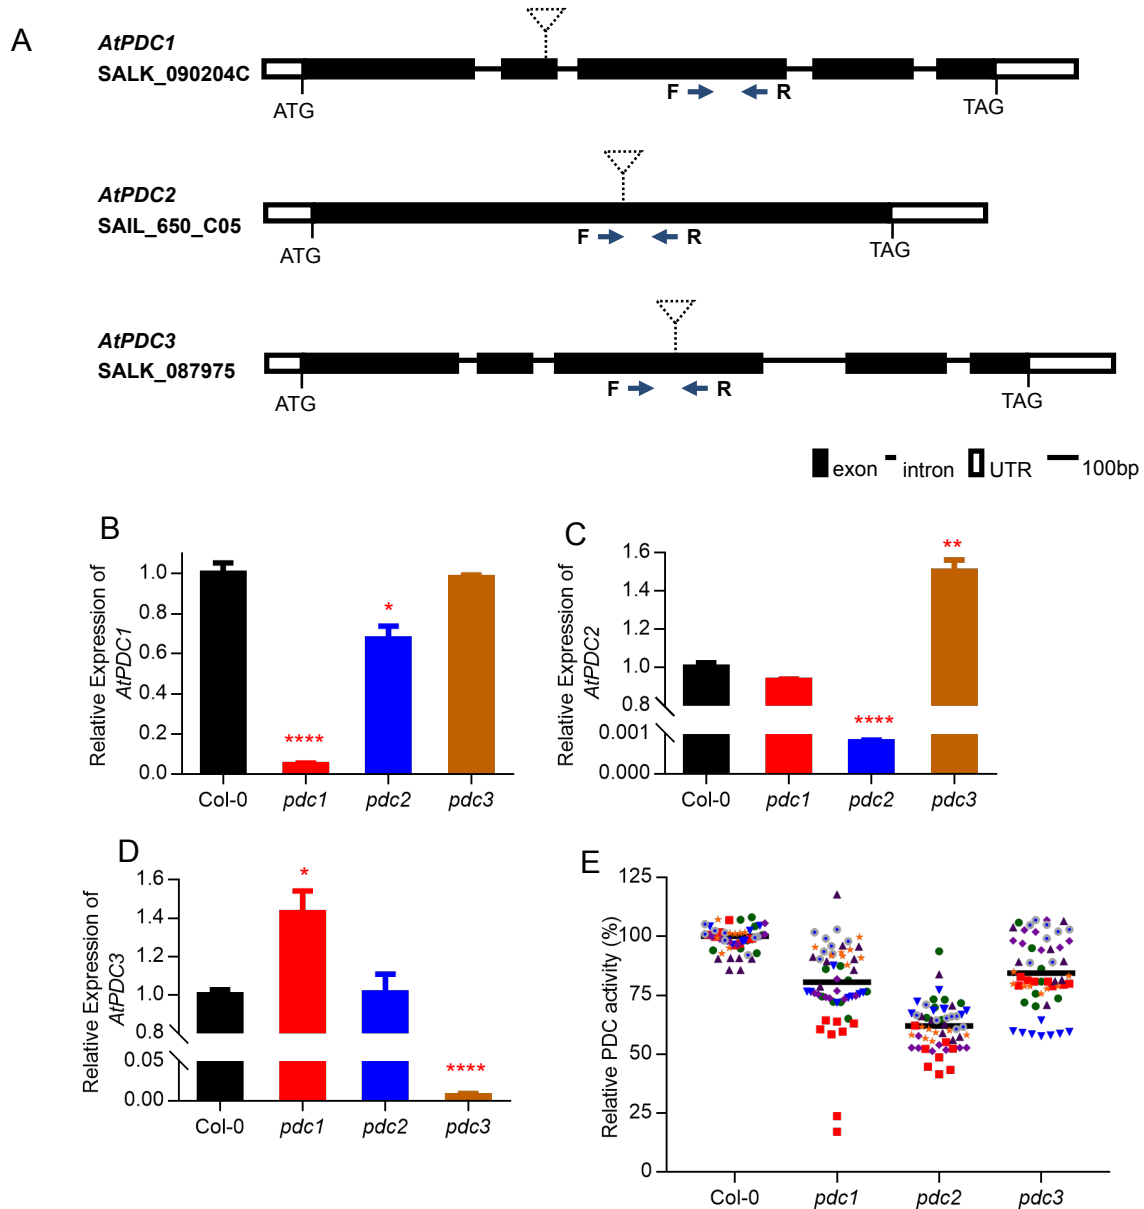 A
AtPDC1
SALK_090204C
ATG
F
R
TAG
AtPDC2
SAIL_650_C05
ATG
F
R
TAG
AtPDC3
SALK_087975
ATG
F
R
TAG
exon
intron
UTR
100bp
B
Relative Expression of
AtPDC1
1.0
0.8
0.6
0.4
0.2
0.0
****
*
Col-0
pdc1
pdc2
pdc3
C
Relative Expression of
AtPDC2
1.6
1.4
1.2
1.0
0.8
0.001
0.000
****
**
Col-0
pdc1
pdc2
pdc3
D
Relative Expression of
AtPDC3
1.6
1.4
1.2
1.0
0.8
0.05
0.00
*
****
Col-0
pdc1
pdc2
pdc3
E
Relative PDC activity (%)
125
100
75
50
25
0
Col-0
pdc1
pdc2
pdc3